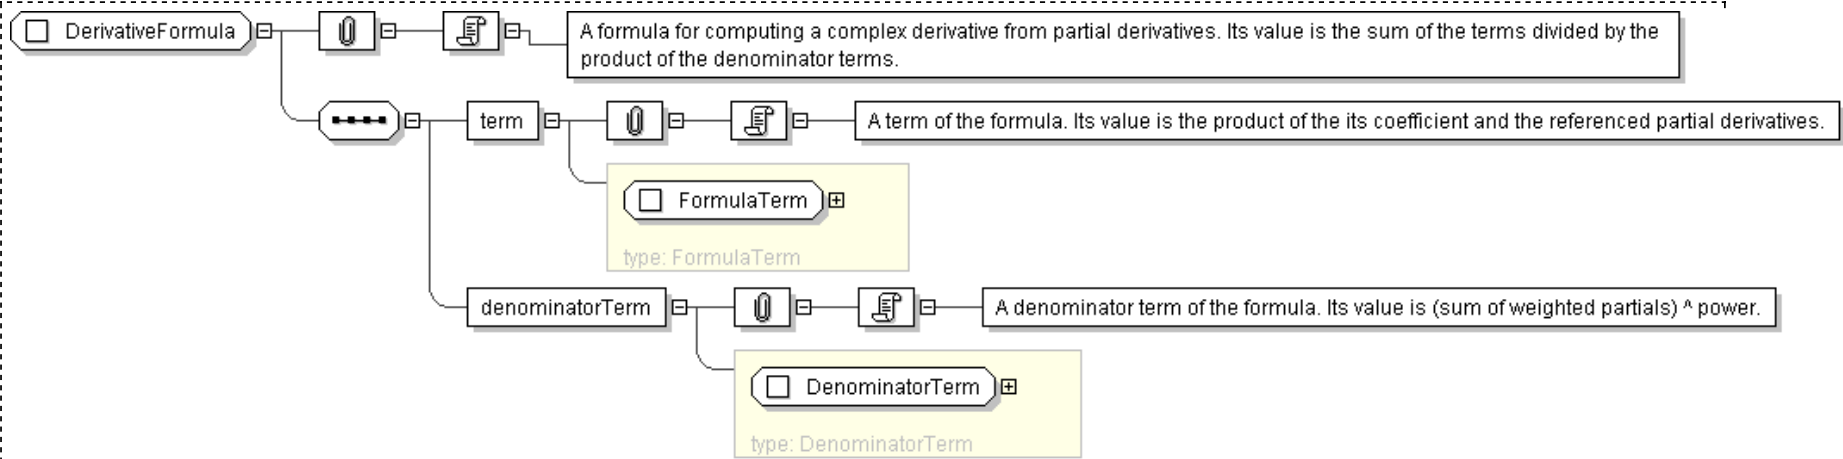 DerivativeFormula
A formula for computing a complex derivative from partial derivatives. Its value is the sum of the terms divided by the
product of the denominator terms.
term
A term of the formula. Its value is the product of the its coefficient and the referenced partial derivatives.
FormulaTerm
type: FormulaTerm
denominatorTerm
A denominator term of the formula. Its value is (sum of weighted partials) ^ power.
DenominatorTerm
type: DenominatorTerm